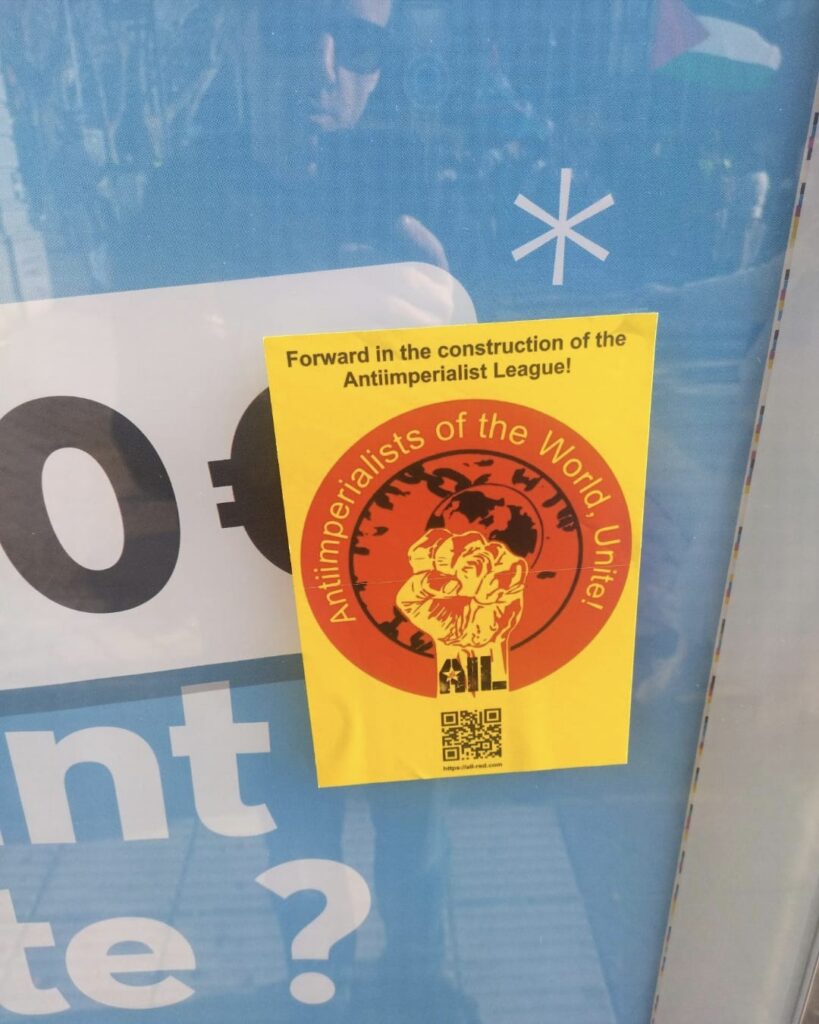 *
0 €
Forward in the construction of the
Antiimperialist League!
Antiimperialists of the World, Unite!
AIL
https://ail-red.com
nt
te ?